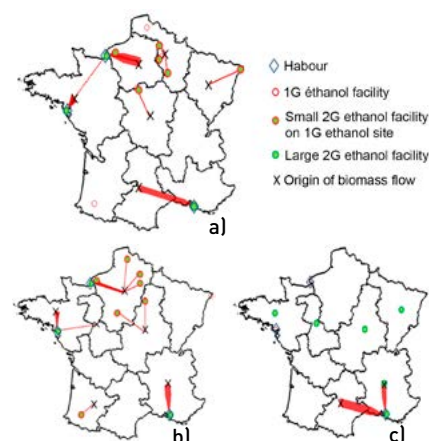 Habour
1G éthanol facility
Small 2G ethanol facility
on 1G ethanol site
Large 2G ethanol facility
X Origin of biomass flow
a)
b)
c)